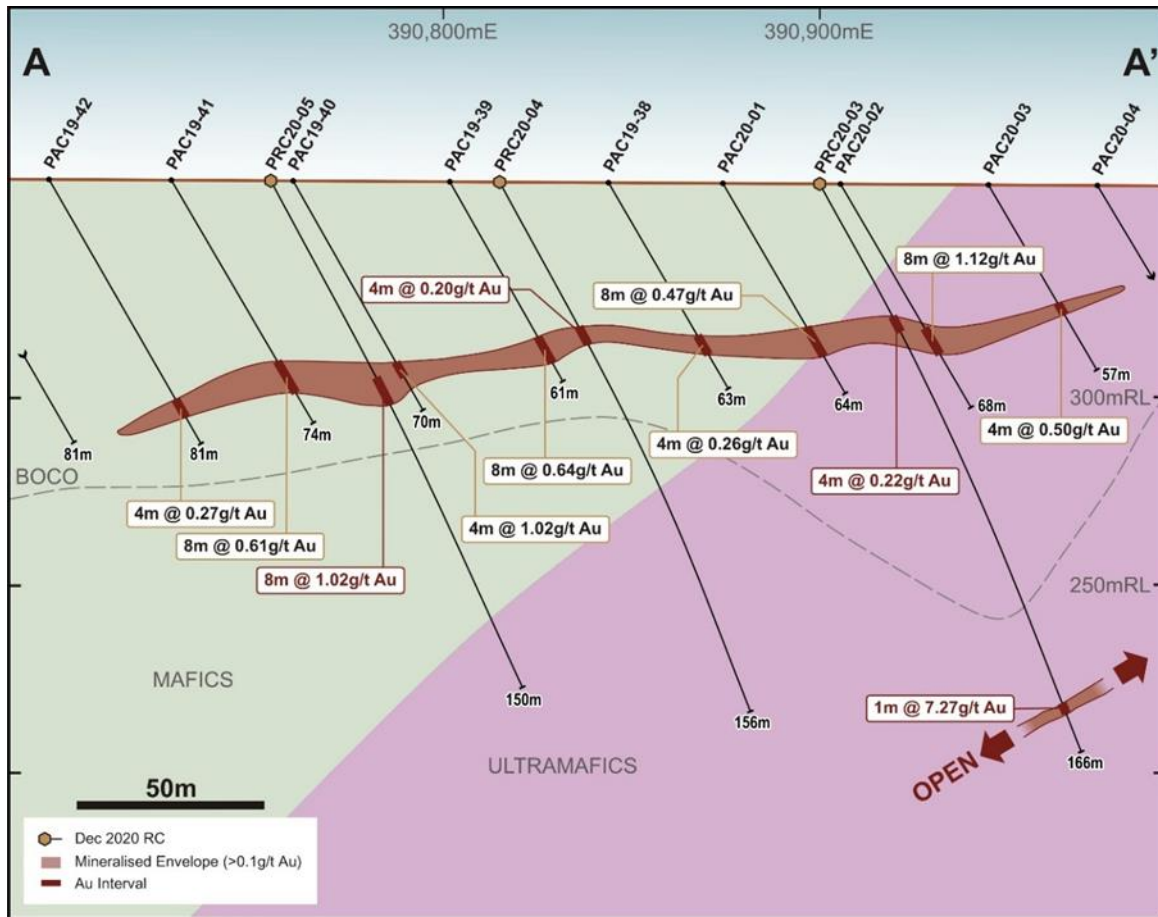 390,800mE
390,900mE
A
A'
PAC19-42
PAC19-41
PRC20-05
PAC19-40
PAC19-39
PRC20-04
PAC19-38
PAC20-01
PRC20-03
PAC20-02
PAC20-03
PAC20-04
8m @ 1.12g/t Au
4m @ 0.20g/t Au
8m @ 0.47g/t Au
61m
63m
64m
57m
300mRL
68m
70m
74m
81m
81m
4m @ 0.50g/t Au
4m @ 0.26g/t Au
8m @ 0.64g/t Au
4m @ 0.22g/t Au
BOCO
4m @ 0.27g/t Au
4m @ 1.02g/t Au
8m @ 0.61g/t Au
8m @ 1.02g/t Au
250mRL
MAFICS
150m
156m
1m @ 7.27g/t Au
166m
OPEN
ULTRAMAFICS
50m
Dec 2020 RC
Mineralised Envelope (>0.1g/t Au)
Au Interval